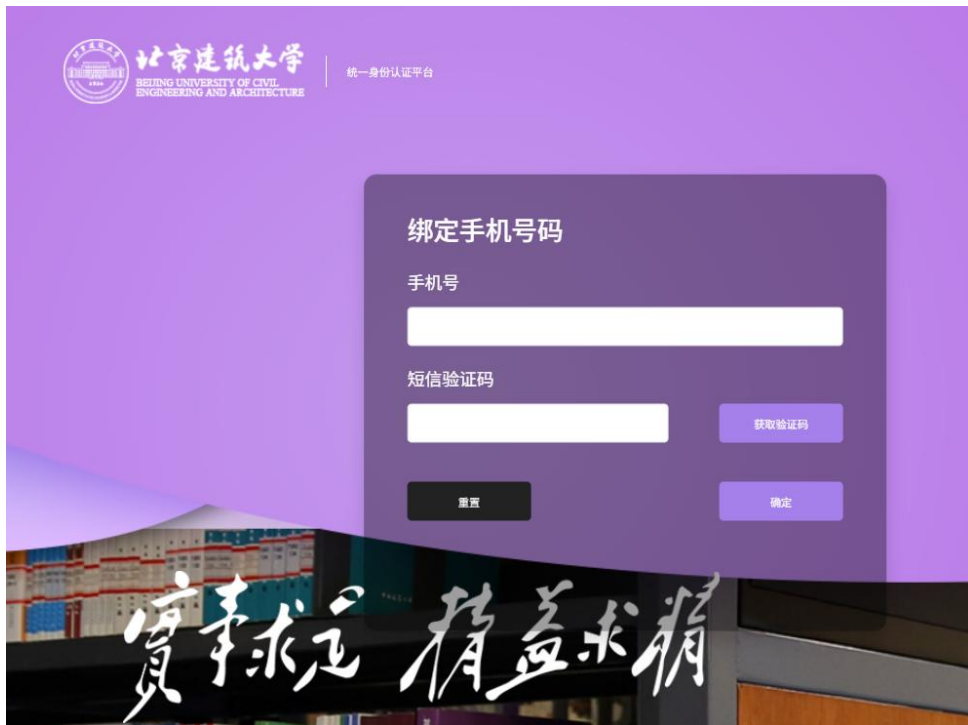 北京建筑大学
BEIJING UNIVERSITY OF CIVIL
ENGINEERING AND ARCHITECTURE
统一身份认证平台
绑定手机号码
手机号
短信验证码
获取验证码
重置
确定
實事求是 精益求精